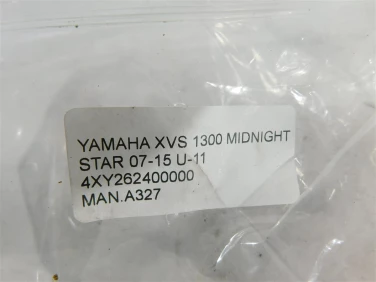 YAMAHA XVS 1300 MIDNIGHT
STAR 07-15 U-11
4XY262400000
MAN.A327